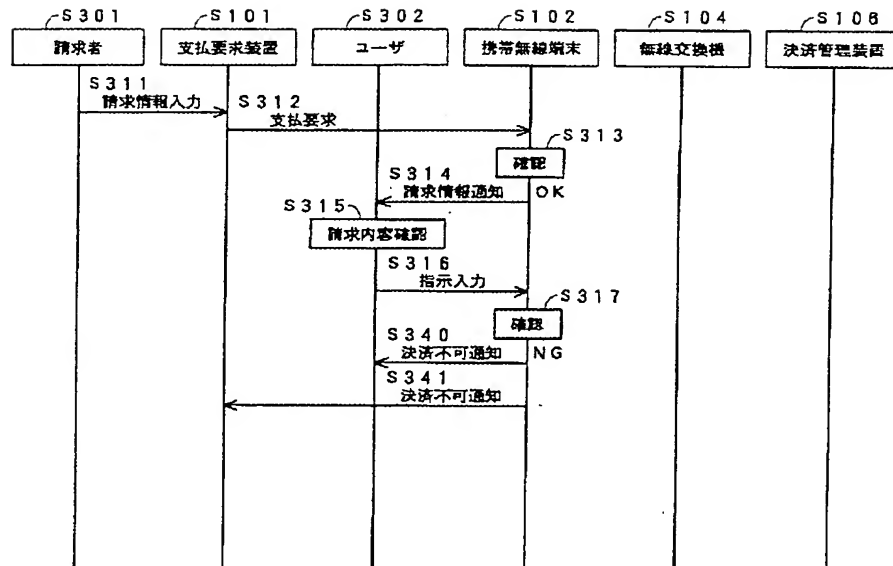 S301 S101 S302 S102 S104 S106
請求者 支払要求装置 ユーザ 携帯無線端末 無線交換機 決済管理装置
S311
請求情報入力
S312
支払要求
S313
確認
OK
S314
請求情報通知
S315
請求内容確認
S316
指示入力
S317
確認
NG
S340
決済不可通知
S341
決済不可通知